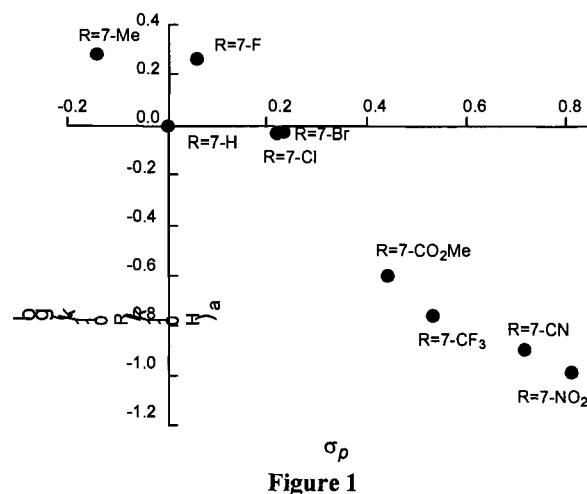 R=7-Me
R=7-F
0.4
0.2
-0.2
0.0
0.2
0.4
0.6
0.8
R=7-H
R=7-Br
R=7-Cl
-0.2
-0.4
-0.6
-0.8
-1.0
-1.2
R=7-CO₂Me
R=7-CF₃
R=7-CN
R=7-NO₂
σp
Figure 1